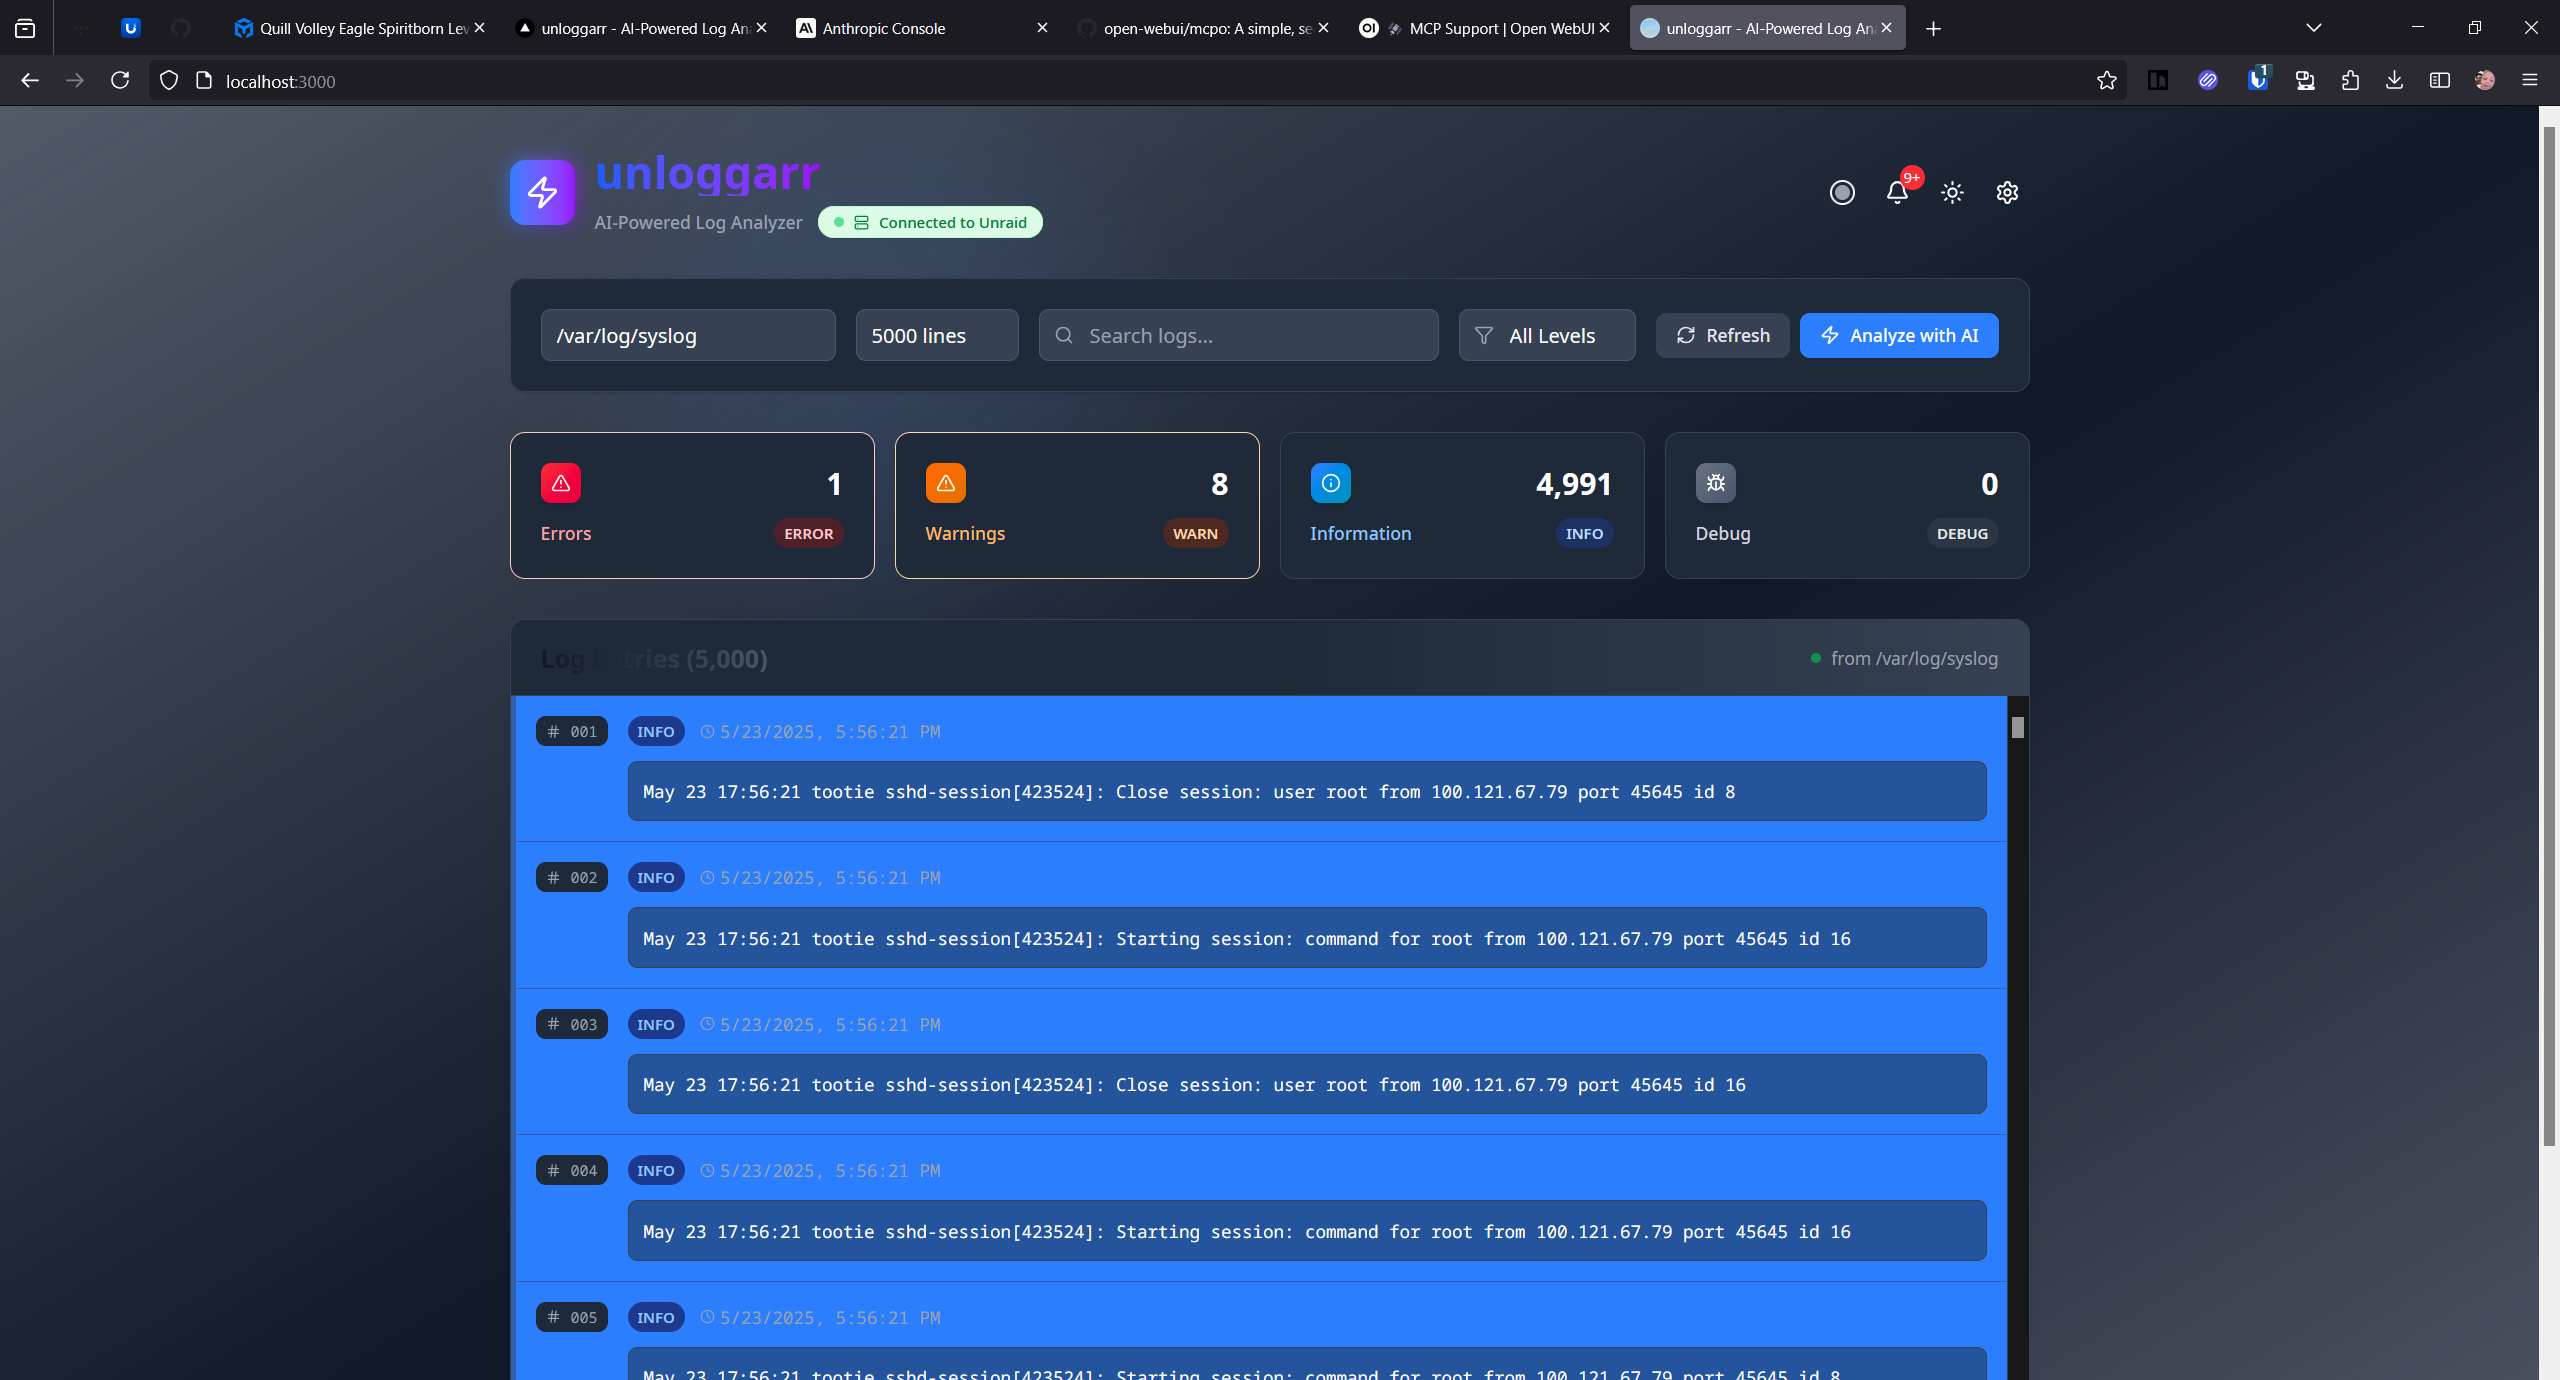 Quill Volley Eagle Spiritborn Lev
unloggarr - AI-Powered Log An
Anthropic Console
open-webui/mcpo: A simple, se
MCP Support | Open WebUI
unloggarr - AI-Powered Log An
localhost:3000
1
unloggarr
AI-Powered Log Analyzer
Connected to Unraid
9+
/var/log/syslog
5000 lines
Search logs...
All Levels
Refresh
Analyze with AI
1
Errors
ERROR
8
Warnings
WARN
4,991
Information
INFO
0
Debug
DEBUG
Log Entries (5,000)
from /var/log/syslog
# 001 INFO 5/23/2025, 5:56:21 PM
May 23 17:56:21 tootie sshd-session[423524]: Close session: user root from 100.121.67.79 port 45645 id 8
# 002 INFO 5/23/2025, 5:56:21 PM
May 23 17:56:21 tootie sshd-session[423524]: Starting session: command for root from 100.121.67.79 port 45645 id 16
# 003 INFO 5/23/2025, 5:56:21 PM
May 23 17:56:21 tootie sshd-session[423524]: Close session: user root from 100.121.67.79 port 45645 id 16
# 004 INFO 5/23/2025, 5:56:21 PM
May 23 17:56:21 tootie sshd-session[423524]: Starting session: command for root from 100.121.67.79 port 45645 id 16
# 005 INFO 5/23/2025, 5:56:21 PM
May 23 17:56:21 tootie sshd-session[423524]: Starting session: command for root from 100.121.67.79 port 45645 id 8